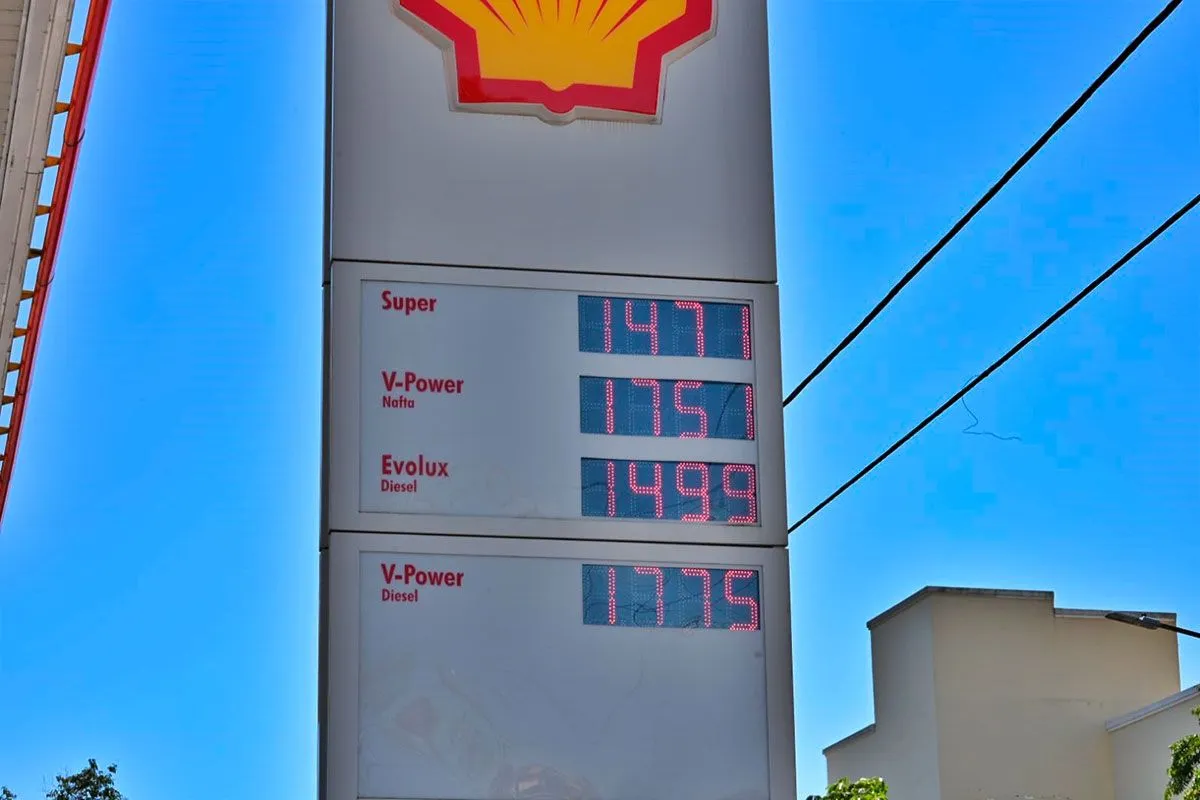 Super 1471
V-Power 1751
Nafta
Evolux 1499
Diesel
V-Power 1775
Diesel